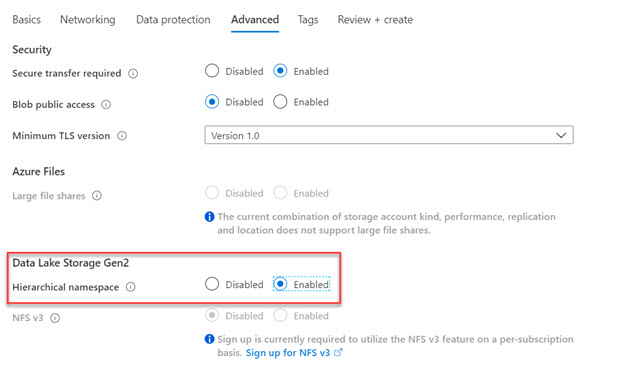 Basics Networking Data protection Advanced Tags Review + create
Security
Secure transfer required Disabled Enabled
Blob public access Disabled Enabled
Minimum TLS version Version 1.0
Azure Files
Large file shares Disabled Enabled
The current combination of storage account kind, performance, replication
and location does not support large file shares.
Data Lake Storage Gen2
Hierarchical namespace Disabled Enabled
NFS v3 Disabled Enabled
Sign up is currently required to utilize the NFS v3 feature on a per-subscription
basis. Sign up for NFS v3